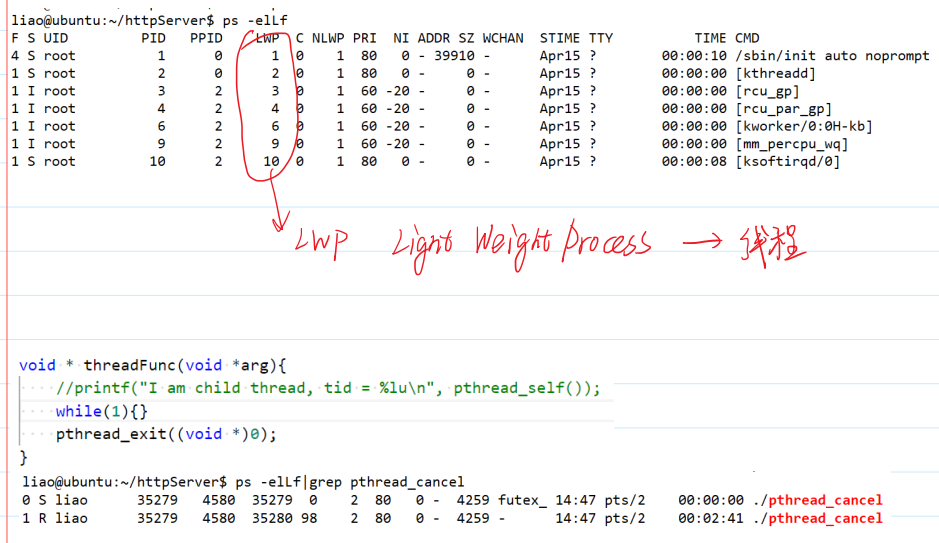 liao@ubuntu:~/httpServer$ ps -elLf
F S UID PID PPID LWP C NLWP PRI NI ADDR SZ WCHAN STIME TTY TIME CMD
4 S root 1 0 1 0 1 80 0 - 39910 - Apr15 ? 00:00:10 /sbin/init auto noprompt
1 S root 2 0 2 0 1 80 0 - 0 - Apr15 ? 00:00:00 [kthreadd]
1 I root 3 2 3 0 1 60 -20 - 0 - Apr15 ? 00:00:00 [rcu_gp]
1 I root 4 2 4 0 1 60 -20 - 0 - Apr15 ? 00:00:00 [rcu_par_gp]
1 I root 6 2 6 0 1 60 -20 - 0 - Apr15 ? 00:00:00 [kworker/0:0H-kb]
1 I root 9 2 9 0 1 60 -20 - 0 - Apr15 ? 00:00:00 [mm_percpu_wq]
1 S root 10 2 10 0 1 80 0 - 0 - Apr15 ? 00:00:08 [ksoftirqd/0]
LWP Light Weight Process → 线程
void * threadFunc(void *arg){
//printf("I am child thread, tid = %lu\n", pthread_self());
while(1){}
pthread_exit((void *)0);
}
liao@ubuntu:~/httpServer$ ps -elLf|grep pthread_cancel
0 S liao 35279 4580 35279 0 2 80 0 - 4259 futex_ 14:47 pts/2 00:00:00 ./pthread_cancel
1 R liao 35279 4580 35280 98 2 80 0 - 4259 - 14:47 pts/2 00:02:41 ./pthread_cancel